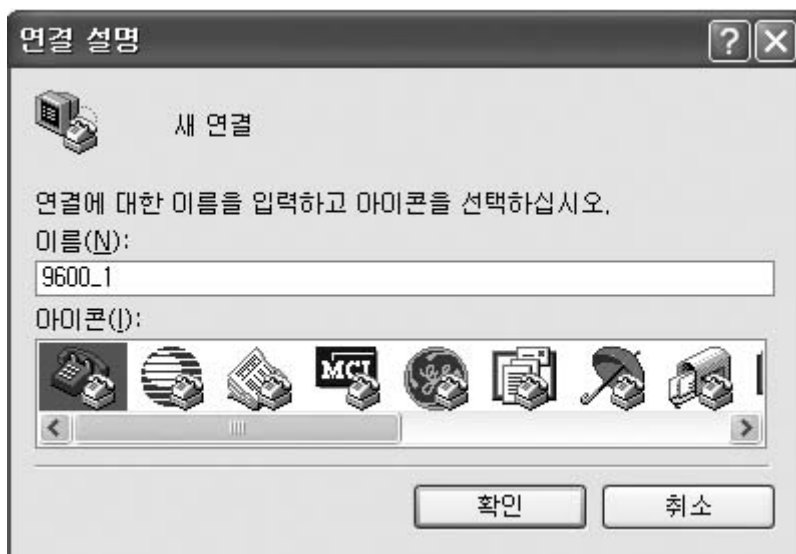 연결 설명
새 연결
연결에 대한 이름을 입력하고 아이콘을 선택하십시오.
이름(N):
9600_1
아이콘(I):
MCI
확인
취소